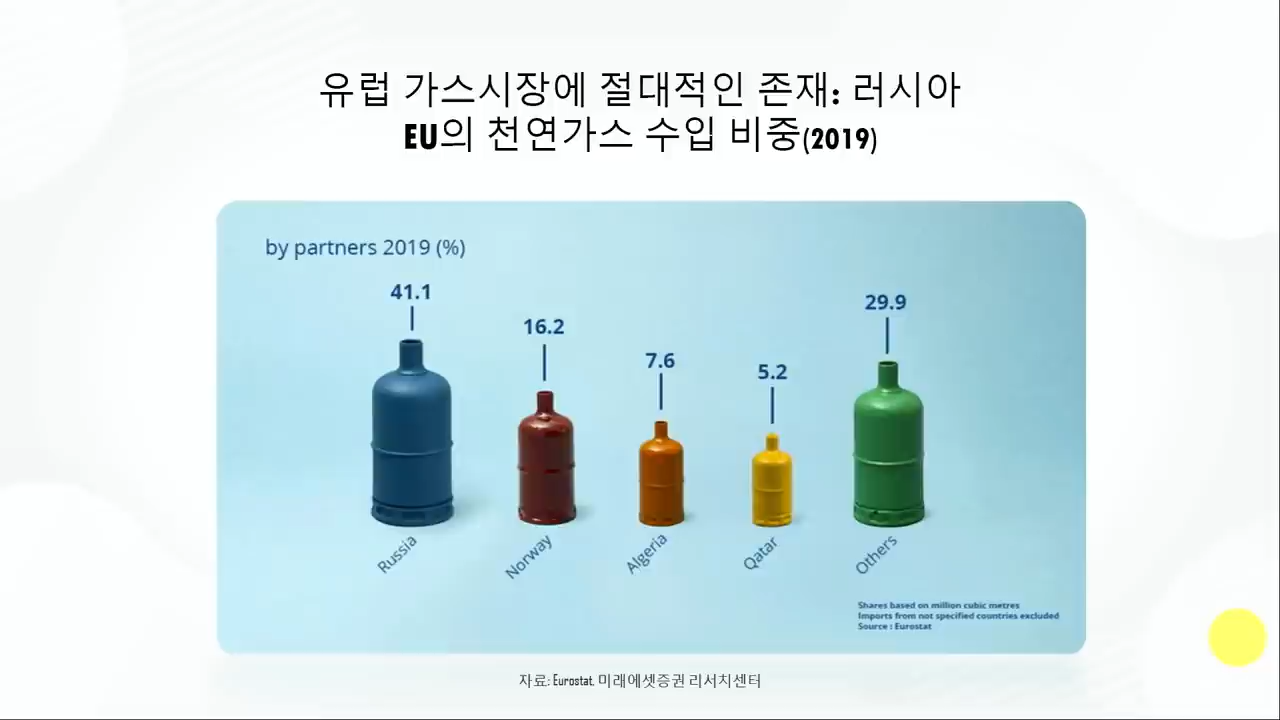 유럽 가스시장에 절대적인 존재: 러시아
EU의 천연가스 수입 비중(2019)
by partners 2019 (%)
41.1
16.2
7.6
5.2
29.9
Russia
Norway
Algeria
Qatar
Others
Shares based on million cubic metres
Imports from not specified countries excluded
Source : Eurostat
자료: Eurostat, 미래에셋증권 리서치센터